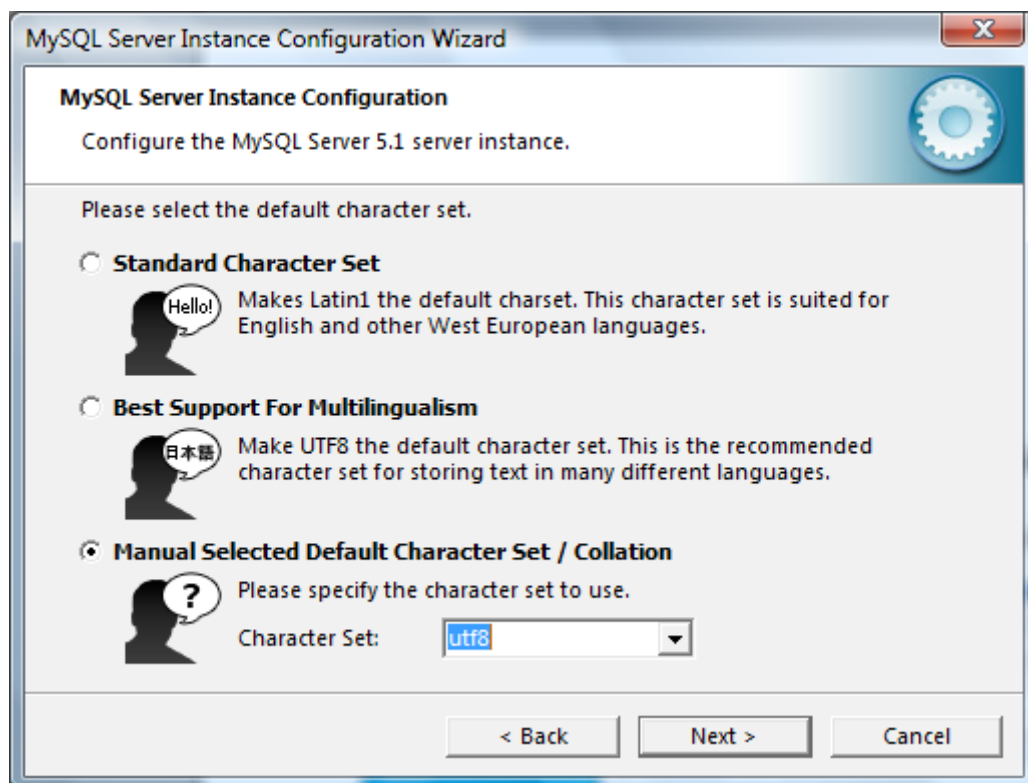 MySQL Server Instance Configuration Wizard
MySQL Server Instance Configuration
Configure the MySQL Server 5.1 server instance.
Please select the default character set.
Standard Character Set
Hello!
Makes Latin1 the default charset. This character set is suited for
English and other West European languages.
Best Support For Multilingualism
日本語
Make UTF8 the default character set. This is the recommended
character set for storing text in many different languages.
Manual Selected Default Character Set / Collation
?
Please specify the character set to use.
Character Set: utf8
< Back Next > Cancel